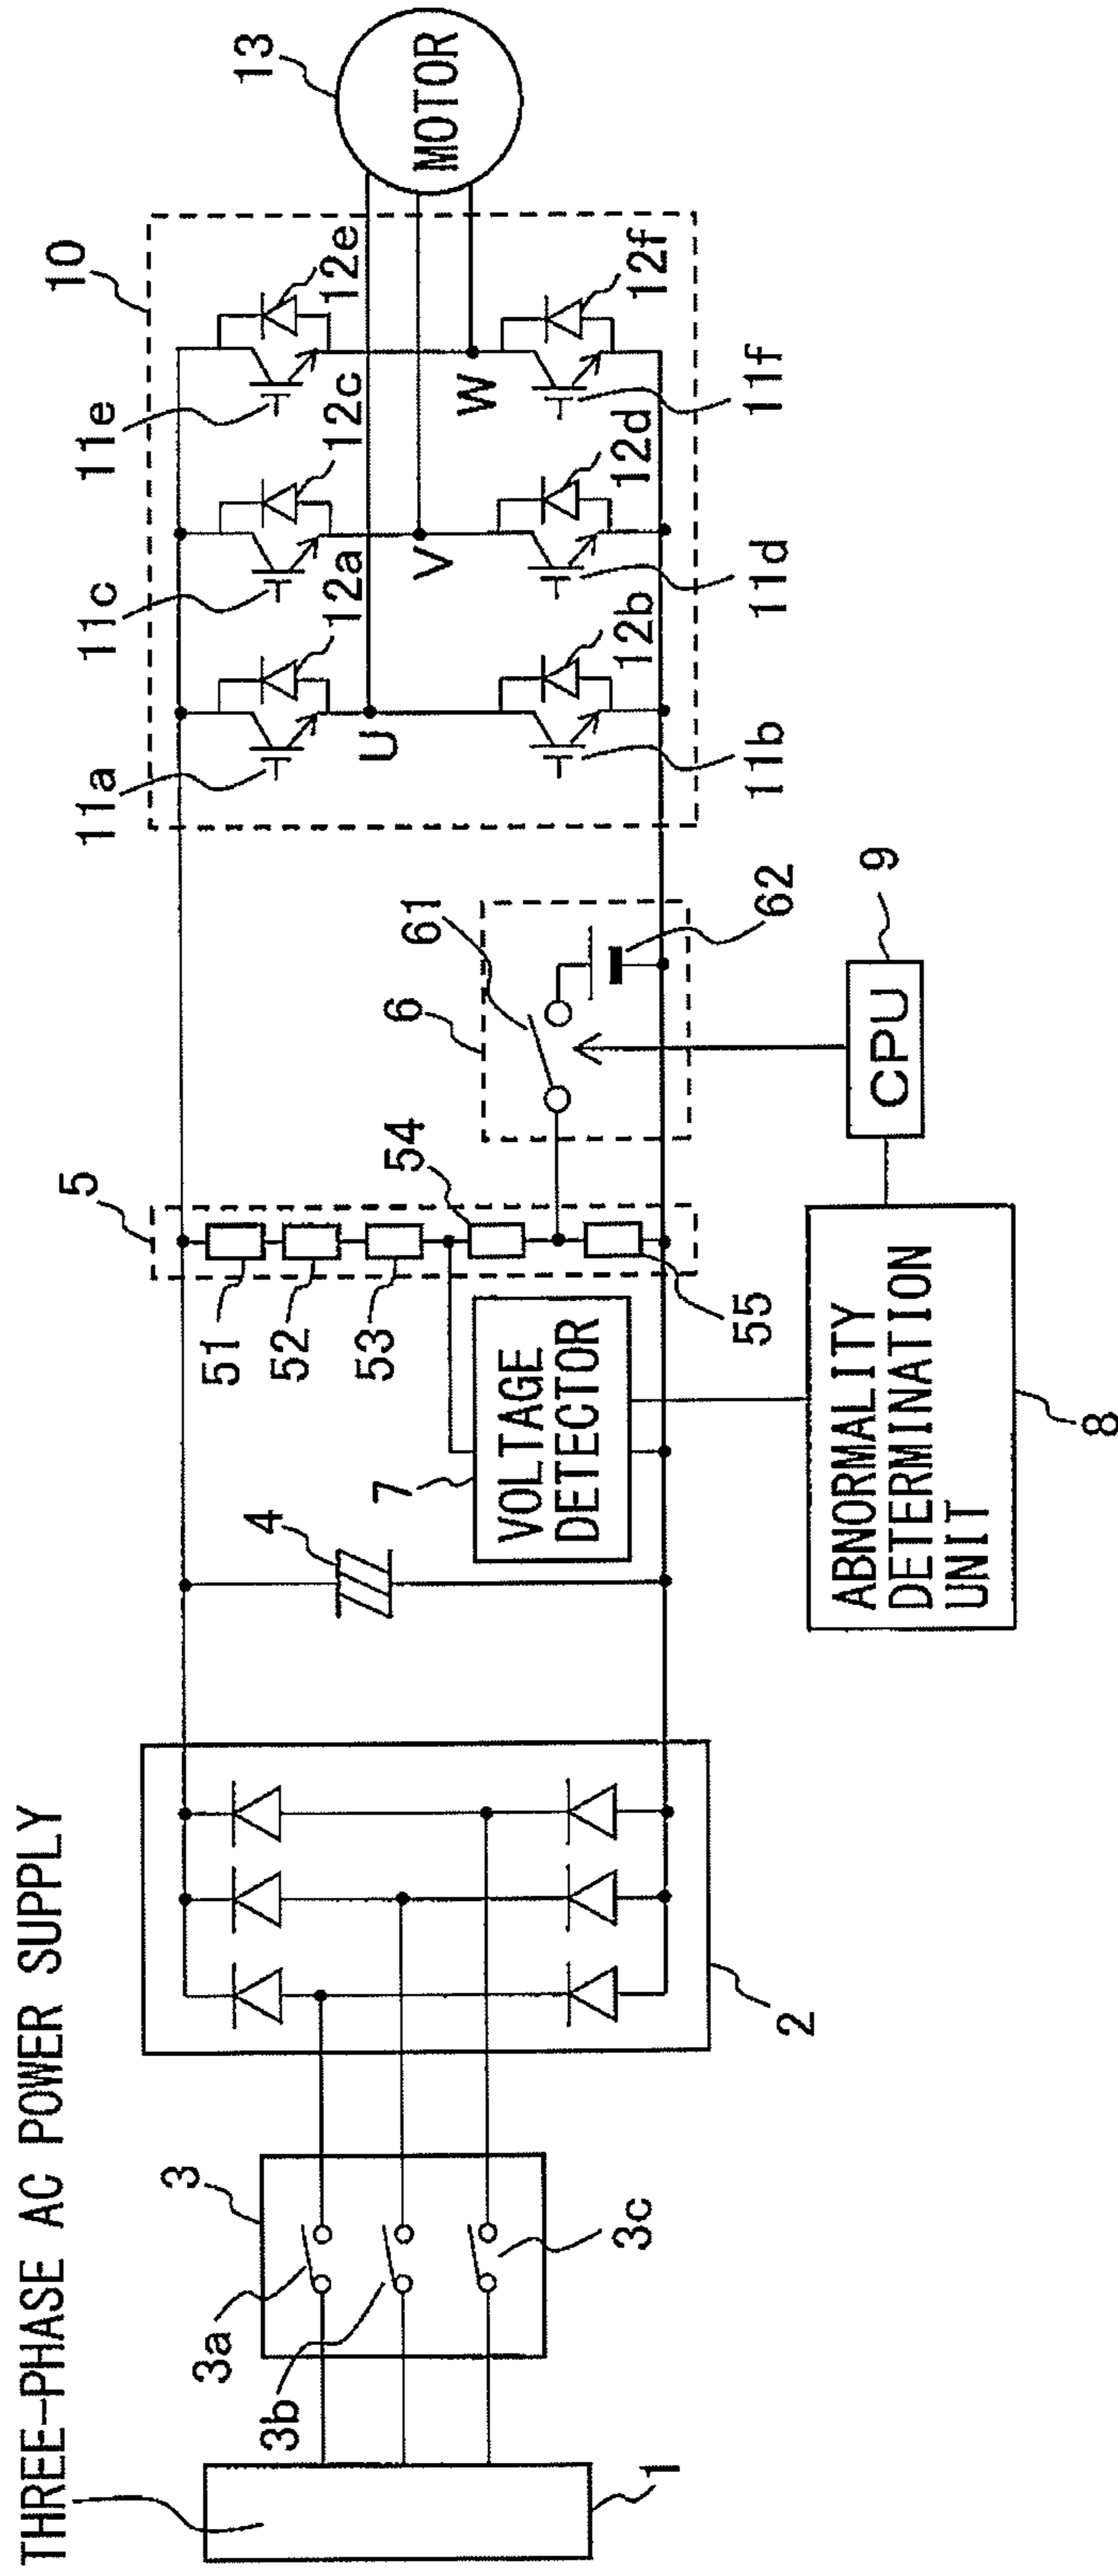 THREE-PHASE AC POWER SUPPLY
1
3
3a
3b
3c
2
4
7
VOLTAGE
DETECTOR
5
51
52
53
54
55
6
61
62
ABNORMALITY
DETERMINATION
UNIT
8
CPU
9
10
11a
11c
11e
12a
12c
12e
U
V
W
11b
11d
11f
12b
12d
12f
MOTOR
13